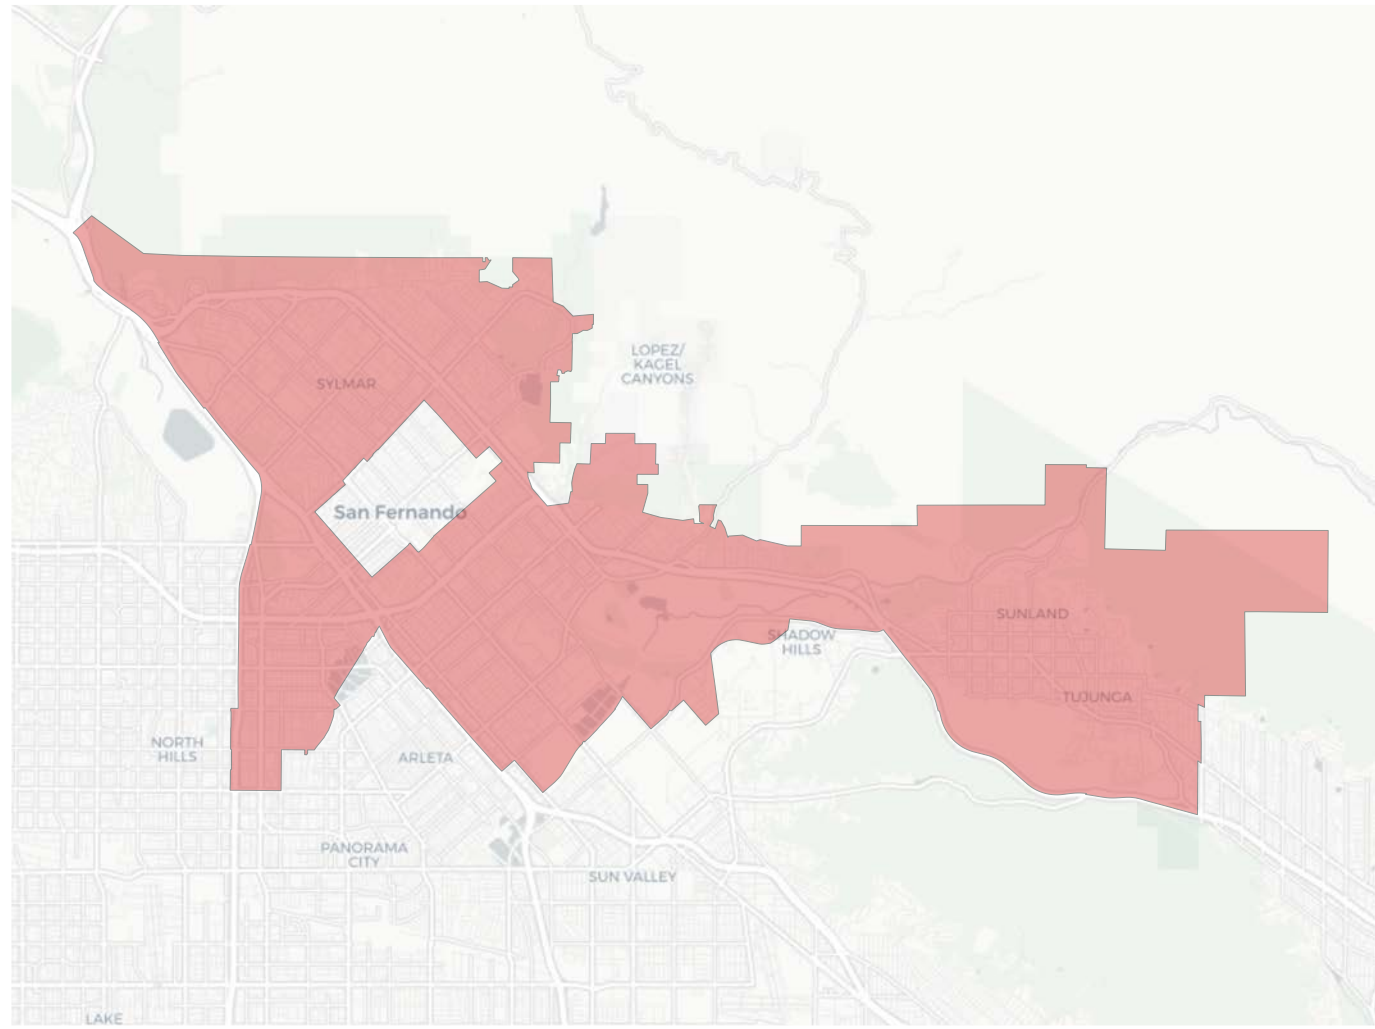 LOPEZ/
KAGEL
CANYONS
SYLMAR
San Fernando
SUNLAND
SHADOW
HILLS
TUJUNGA
NORTH
HILLS
ARLETA
PANORAMA
CITY
SUN VALLEY
LAKE